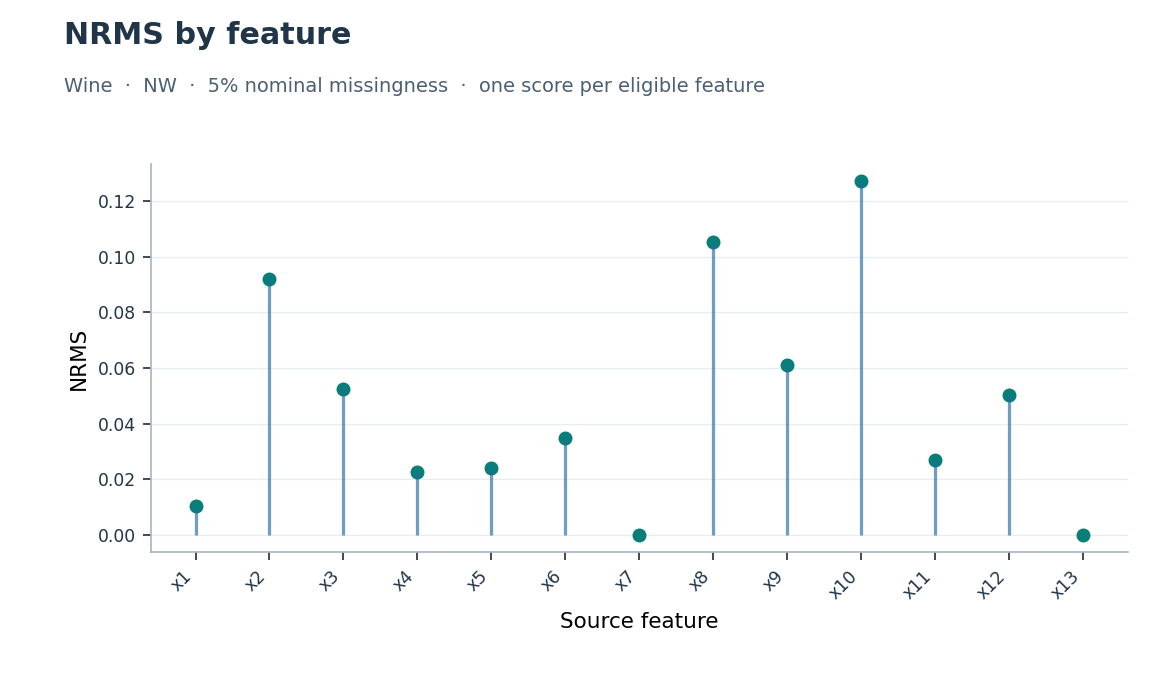 NRMS by feature
Wine · NW · 5% nominal missingness · one score per eligible feature
0.12
0.10
0.08
0.06
0.04
0.02
0.00
NRMS
x1 x2 x3 x4 x5 x6 x7 x8 x9 x10 x11 x12 x13
Source feature